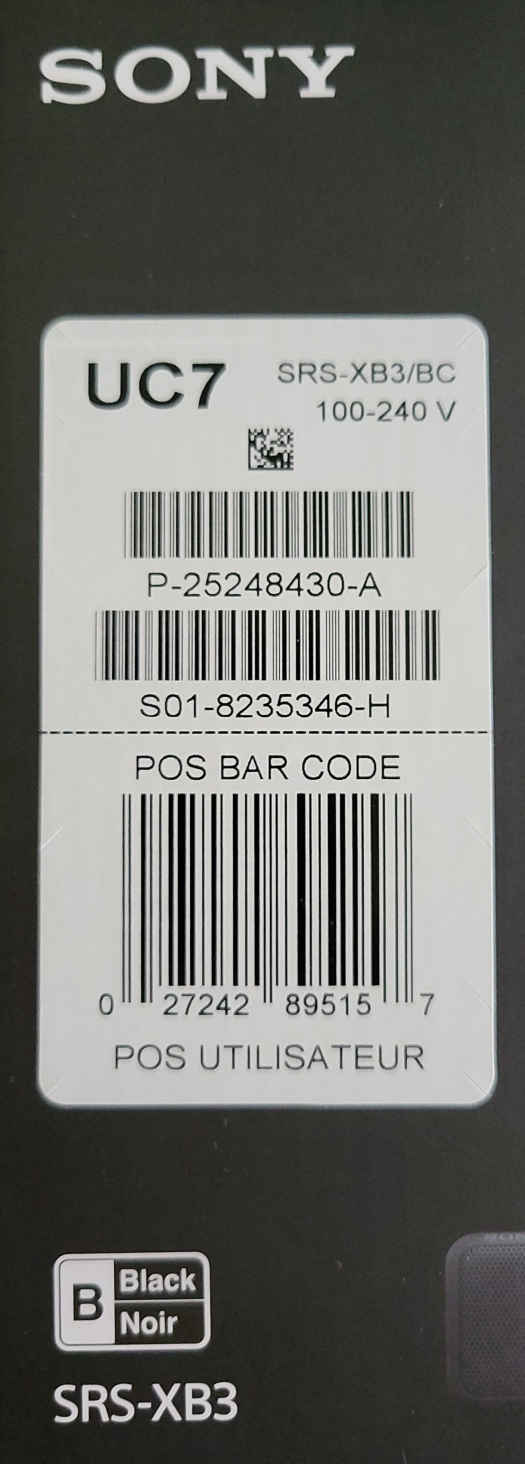 SONY
UC7
SRS-XB3/BC
100-240 V
P-25248430-A
S01-8235346-H
POS BAR CODE
0 27242 89515 7
POS UTILISATEUR
B
Black
Noir
SRS-XB3